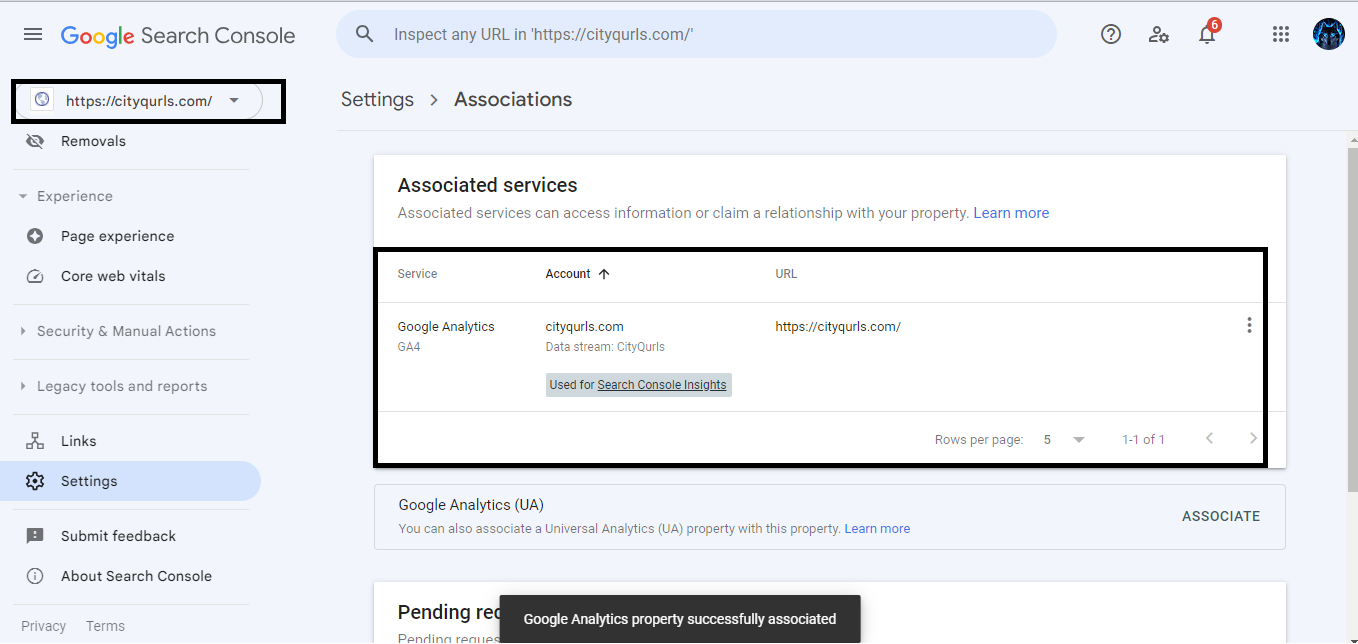 Google Search Console
Inspect any URL in 'https://cityqurls.com/'
6
https://cityqurls.com/
Removals
Experience
Page experience
Core web vitals
Security & Manual Actions
Legacy tools and reports
Links
Settings
Submit feedback
About Search Console
Privacy Terms
Settings > Associations
Associated services
Associated services can access information or claim a relationship with your property. Learn more
Service Account URL
Google Analytics cityqurls.com https://cityqurls.com/
GA4 Data stream: CityQurls
Used for Search Console Insights
Rows per page: 5 1-1 of 1
Google Analytics (UA)
You can also associate a Universal Analytics (UA) property with this property. Learn more
ASSOCIATE
Pending
Pending
Google Analytics property successfully associated